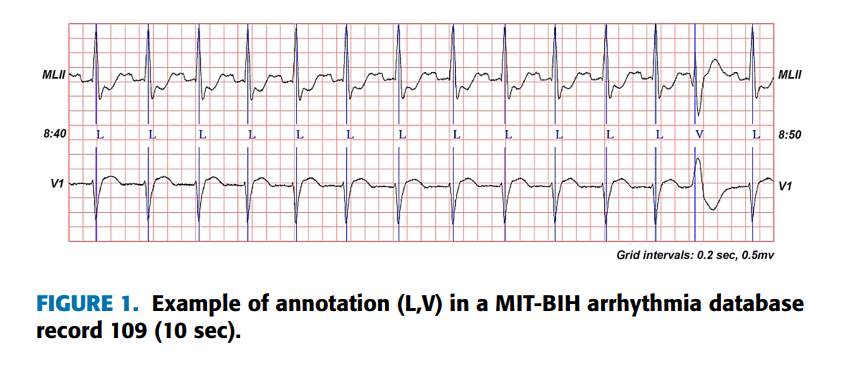 MLII MLII
8:40 L L L L L L L L L L L L V L 8:50
V1 V1
Grid intervals: 0.2 sec, 0.5mv
FIGURE 1. Example of annotation (L,V) in a MIT-BIH arrhythmia database
record 109 (10 sec).